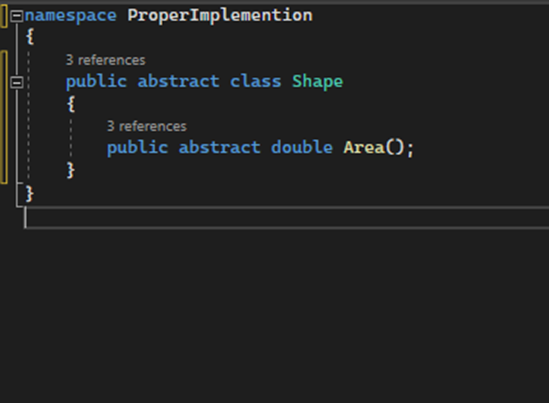 namespace ProperImplemention
{
3 references
public abstract class Shape
{
3 references
public abstract double Area();
}
}